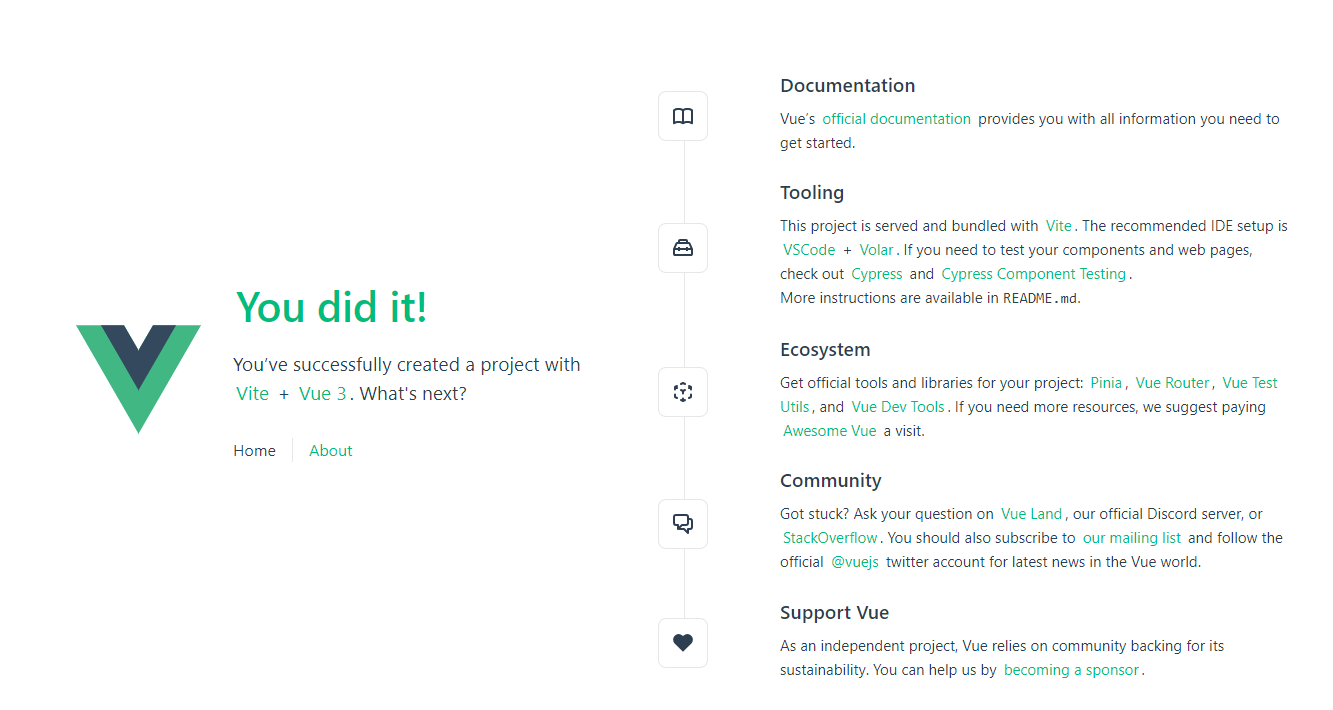 You did it!
You’ve successfully created a project with
Vite + Vue 3. What's next?
Home About
Documentation
Vue’s official documentation provides you with all information you need to
get started.
Tooling
This project is served and bundled with Vite. The recommended IDE setup is
VSCode + Volar. If you need to test your components and web pages,
check out Cypress and Cypress Component Testing.
More instructions are available in README.md.
Ecosystem
Get official tools and libraries for your project: Pinia, Vue Router, Vue Test
Utils, and Vue Dev Tools. If you need more resources, we suggest paying
Awesome Vue a visit.
Community
Got stuck? Ask your question on Vue Land, our official Discord server, or
StackOverflow. You should also subscribe to our mailing list and follow the
official @vuejs twitter account for latest news in the Vue world.
Support Vue
As an independent project, Vue relies on community backing for its
sustainability. You can help us by becoming a sponsor.